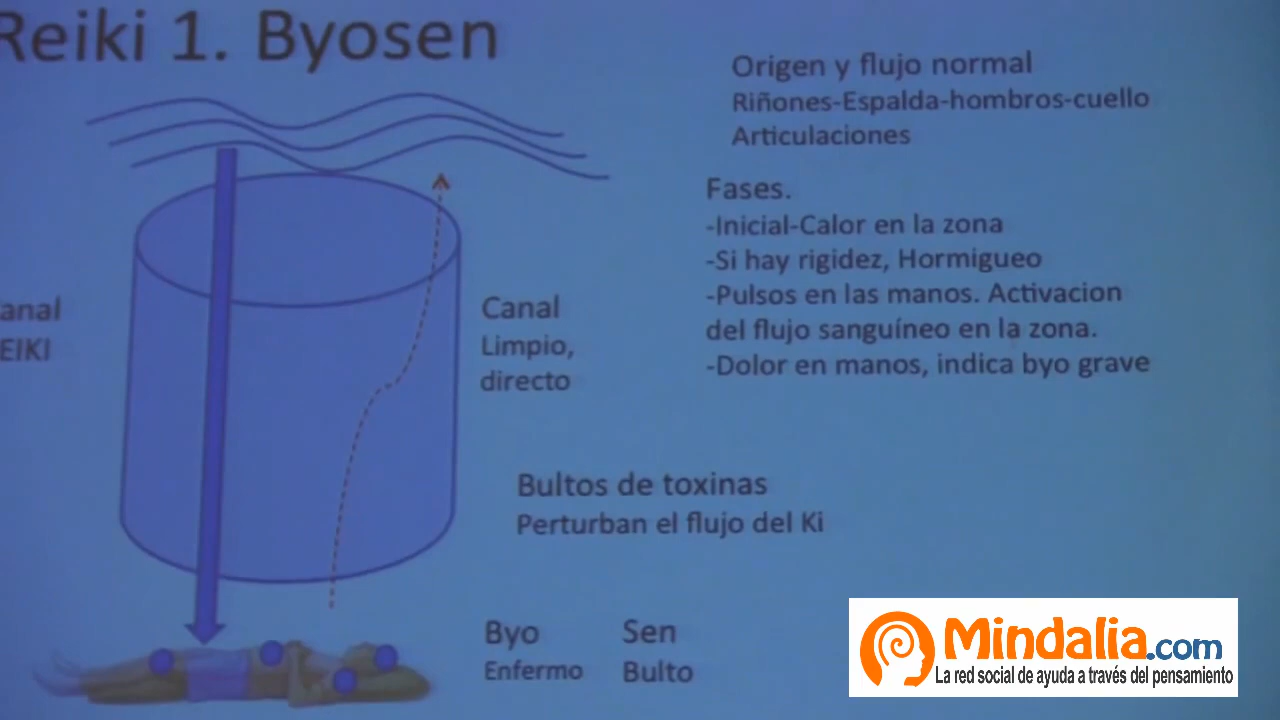 Reiki 1. Byosen
Origen y flujo normal
Riñones-Espalda-hombros-cuello
Articulaciones
Fases.
-Inicial-Calor en la zona
-Si hay rigidez, Hormigueo
-Pulsos en las manos. Activacion
del flujo sanguíneo en la zona.
-Dolor en manos, indica byo grave
anal
EIKI
Canal
Limpio,
directo
Bultos de toxinas
Perturban el flujo del Ki
Byo Sen
Enfermo Bulto
Mindalia.com
La red social de ayuda a través del pensamiento